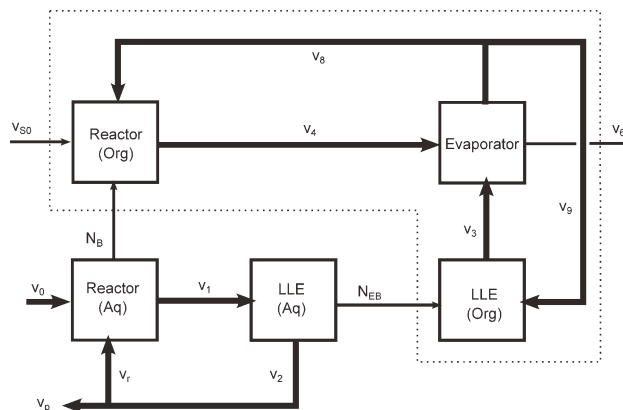 v8
vS0
Reactor
(Org)
v4
Evaporator
v6
NB
v3
v9
v0
Reactor
(Aq)
v1
LLE
(Aq)
NEB
LLE
(Org)
vr
v2
vp